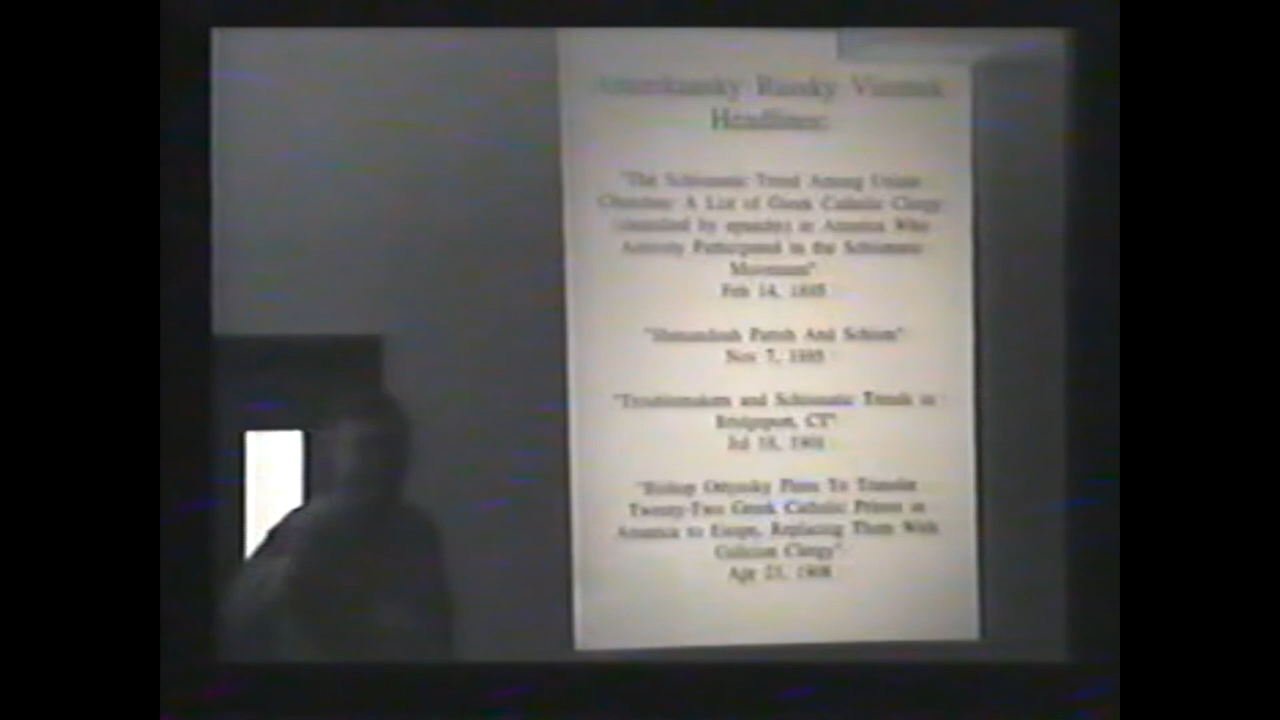 Amerikansky Russky Viestnik
Headlines:
"The Schismatic Trend Among Uniate
Churches: A List of Greek Catholic Clergy
by in America Who
Actively Participated in the Schismatic
Movement"
Feb 14, 1895
"Shenandoah Parish And Schism"
Nov 7, 1895
"Troublemakers and Schismatic Trends in
Bridgeport, CT"
Jul 18, 1901
"Bishop Ortynsky Plans To Transfer
Twenty-Two Greek Catholic Priests in
America to Europe, Replacing Them With
Galician Clergy".
Apr 23, 1908